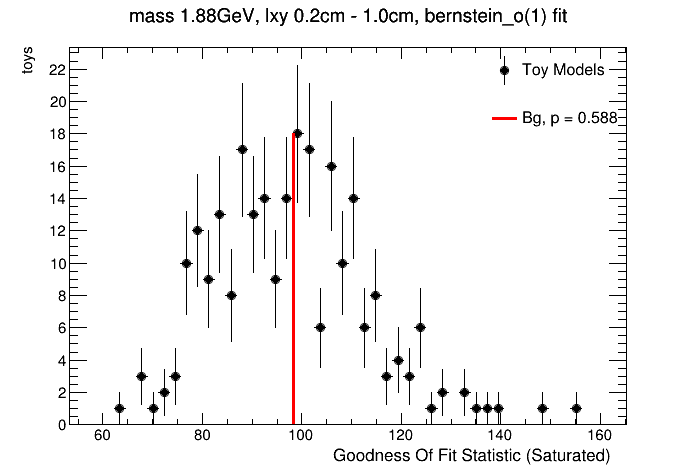 mass 1.88GeV, lxy 0.2cm - 1.0cm, bernstein_o(1) fit
toys
Toy Models
Bg, p = 0.588
22
20
18
16
14
12
10
8
6
4
2
0
60 80 100 120 140 160
Goodness Of Fit Statistic (Saturated)